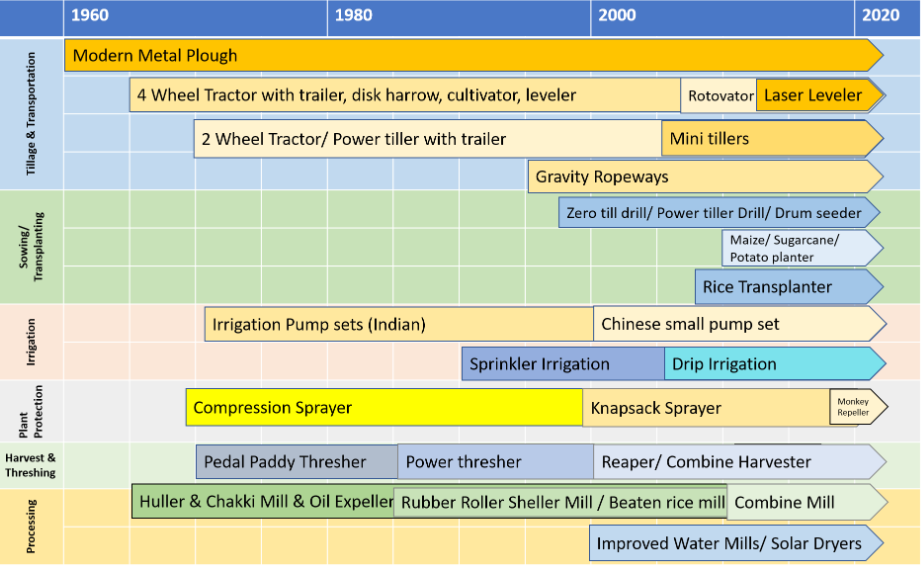 1960 1980 2000 2020
Tillage & Transportation
Modern Metal Plough
4 Wheel Tractor with trailer, disk harrow, cultivator, leveler
Rotovator
Laser Leveler
2 Wheel Tractor/ Power tiller with trailer
Mini tillers
Gravity Ropeways
Sowing/
Transplanting
Zero till drill/ Power tiller Drill/ Drum seeder
Maize/ Sugarcane/
Potato planter
Rice Transplanter
Irrigation
Irrigation Pump sets (Indian)
Chinese small pump set
Sprinkler Irrigation
Drip Irrigation
Plant
Protection
Compression Sprayer
Knapsack Sprayer
Monkey
Repeller
Harvest &
Threshing
Pedal Paddy Thresher
Power thresher
Reaper/ Combine Harvester
Processing
Huller & Chakki Mill & Oil Expeller
Rubber Roller Sheller Mill / Beaten rice mill
Combine Mill
Improved Water Mills/ Solar Dryers